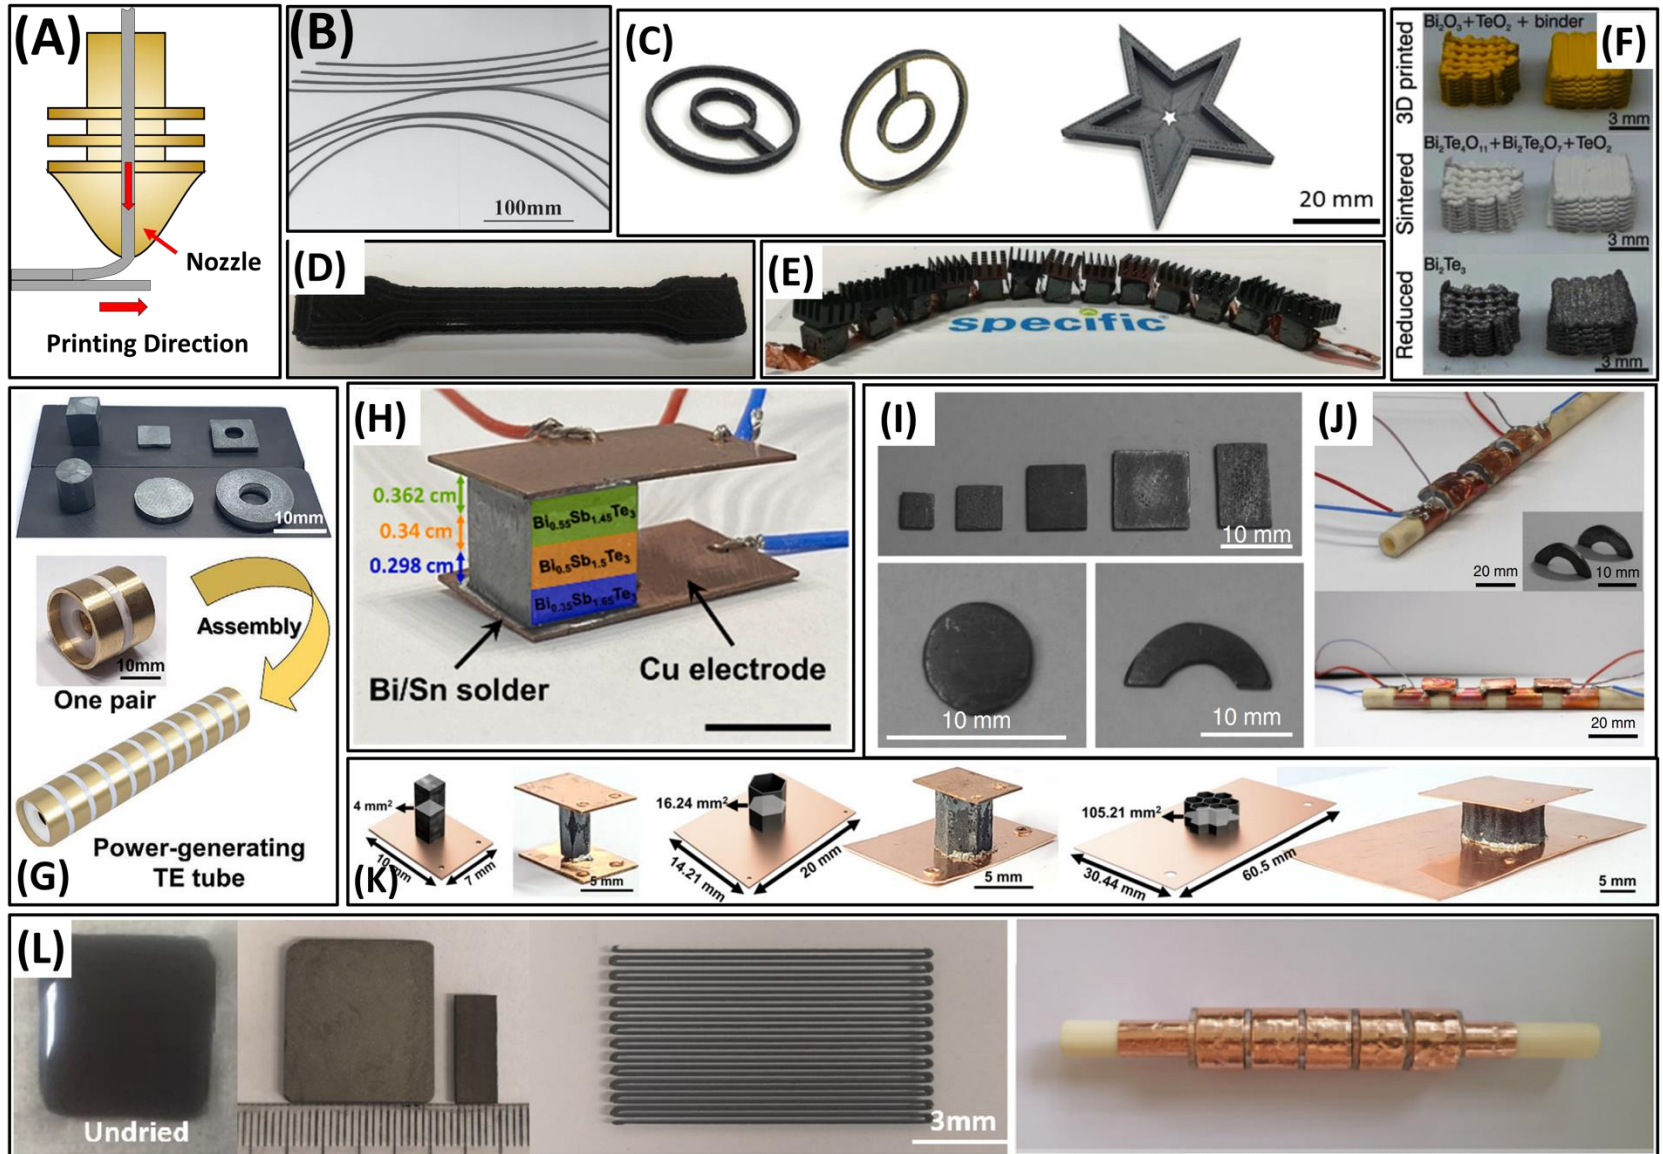 (A)
Nozzle
Printing Direction
(B)
100mm
(C)
20 mm
(D)
(E)
specific
(F)
3D printed
Bi₂O₃+TeO₂ + binder
3 mm
Sintered
Bi₂Te₄O₁₁+Bi₂Te₂O₇+TeO₂
3 mm
Reduced
Bi₂Te₃
3 mm
10mm
10mm
One pair
Assembly
Power-generating
TE tube
(G)
(H)
0.362 cm
0.34 cm
0.298 cm
Bi₀.₅₅Sb₁.₄₅Te₃
Bi₀.₅Sb₁.₅Te₃
Bi₀.₃₅Sb₁.₆₅Te₃
Bi/Sn solder
Cu electrode
(I)
10 mm
10 mm
10 mm
(J)
20 mm
10 mm
20 mm
4 mm²
7 mm
5 mm
16.24 mm²
14.21 mm
20 mm
5 mm
105.21 mm²
30.44 mm
60.5 mm
5 mm
(K)
(L)
Undried
3mm